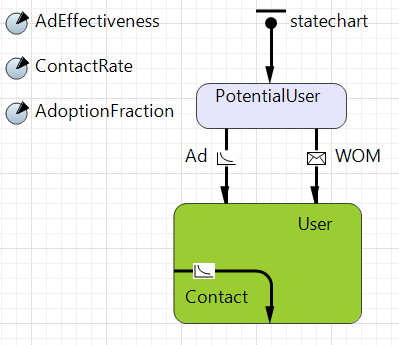 AdEffectiveness
statechart
ContactRate
PotentialUser
AdoptionFraction
Ad
WOM
User
Contact